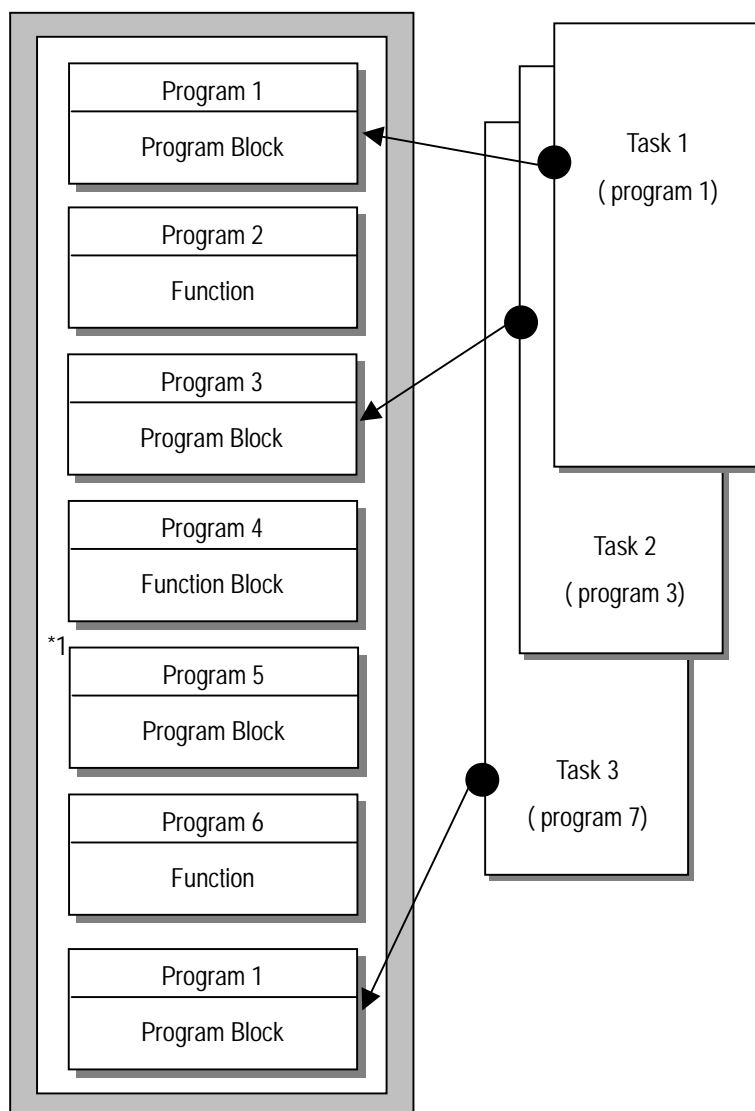 Program 1
Program Block
Program 2
Function
Program 3
Program Block
Program 4
Function Block
*1
Program 5
Program Block
Program 6
Function
Program 1
Program Block
Task 1
( program 1)
Task 2
( program 3)
Task 3
( program 7)